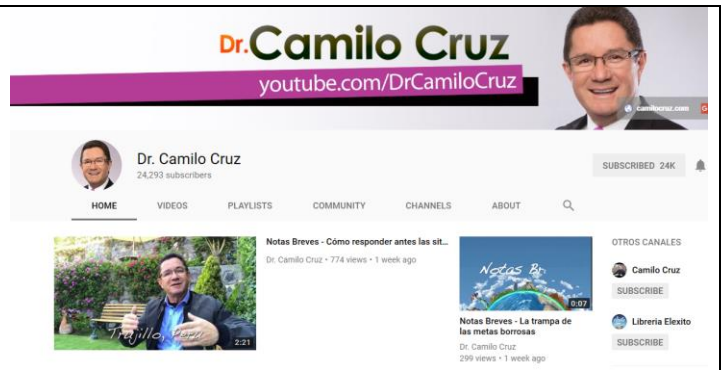 Dr.Camilo Cruz
youtube.com/DrCamiloCruz
camilocruz.com G
Dr. Camilo Cruz
24,293 subscribers
SUBSCRIBED 24K
HOME VIDEOS PLAYLISTS COMMUNITY CHANNELS ABOUT
Notas Breves - Cómo responder antes las sit...
Dr. Camilo Cruz • 774 views • 1 week ago
Trujillo, Perú
2:21
Notas Br
0:07
Notas Breves - La trampa de
las metas borrosas
Dr. Camilo Cruz
299 views • 1 week ago
OTROS CANALES
Camilo Cruz
SUBSCRIBE
Libreria Elexito
SUBSCRIBE